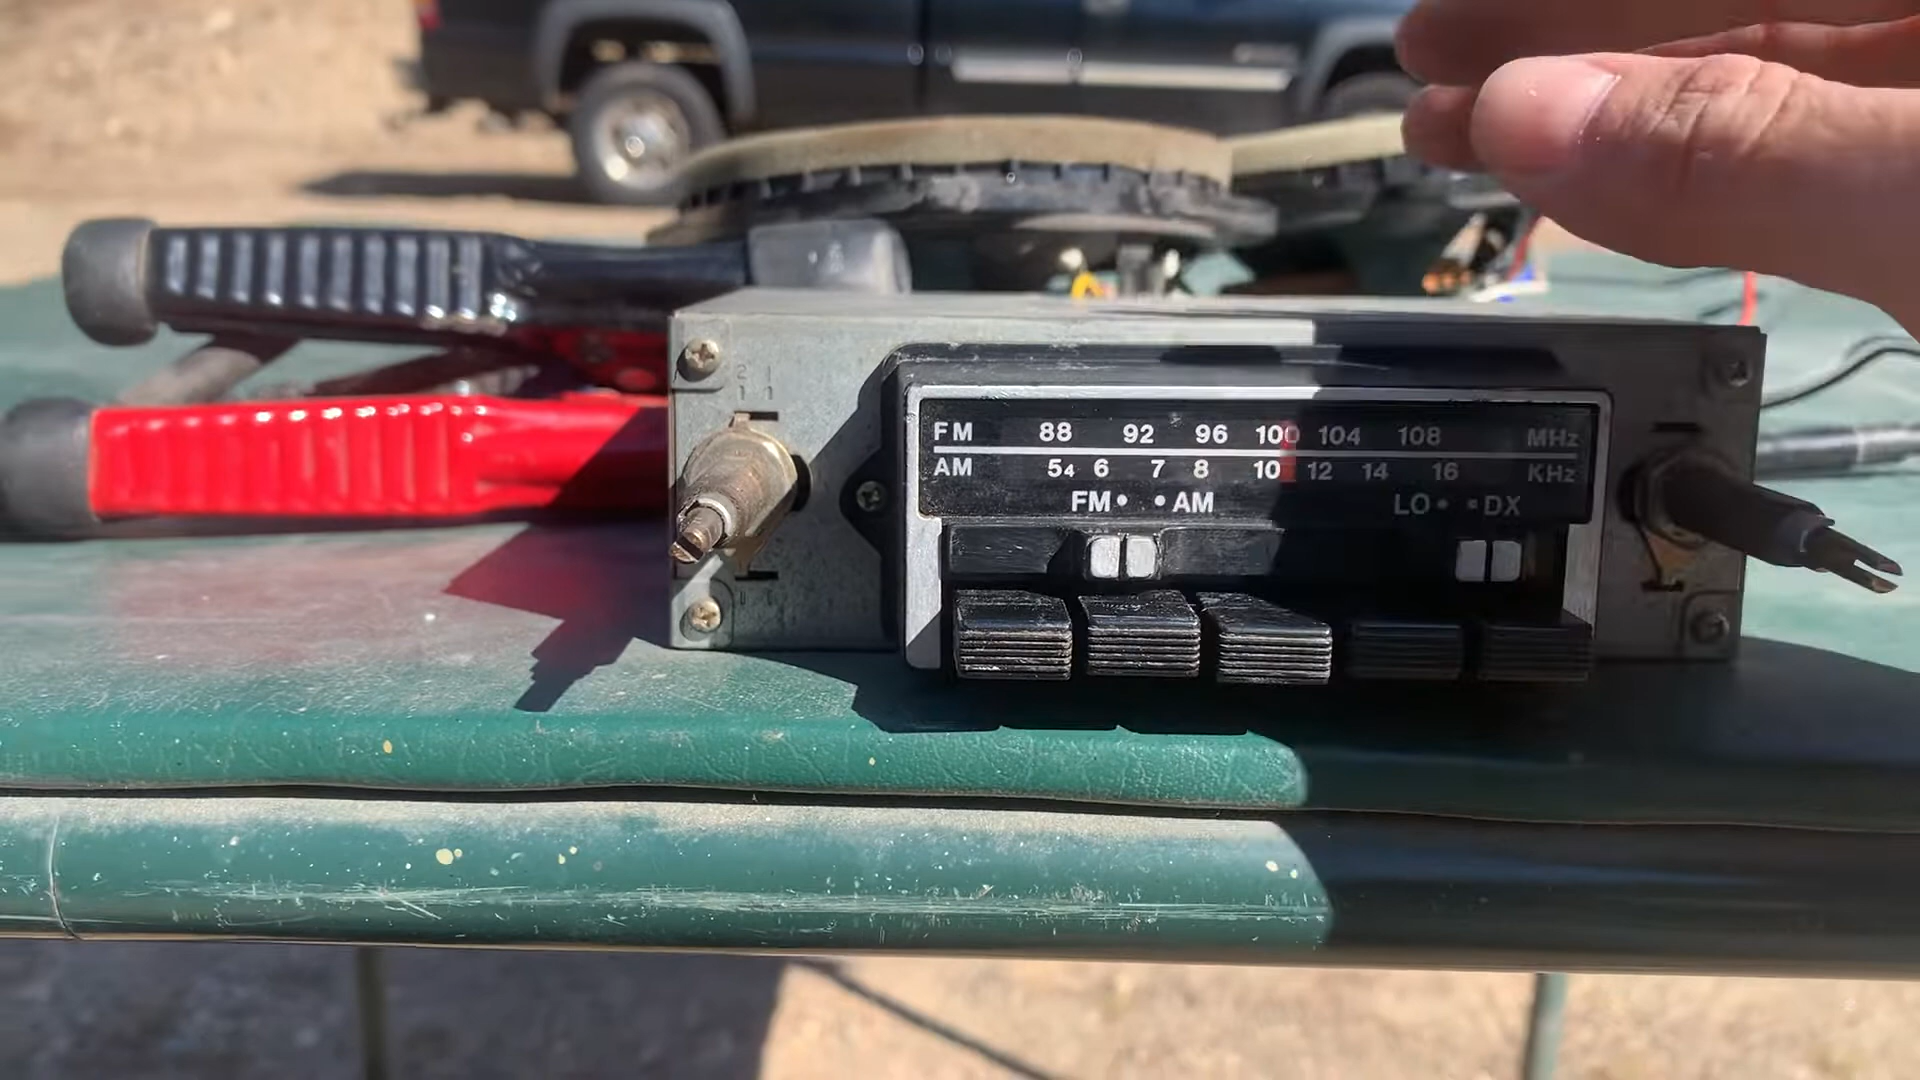 FM 88 92 96 100 104 108 MHz
AM 54 6 7 8 10 12 14 16 KHz
FM• •AM LO• •DX